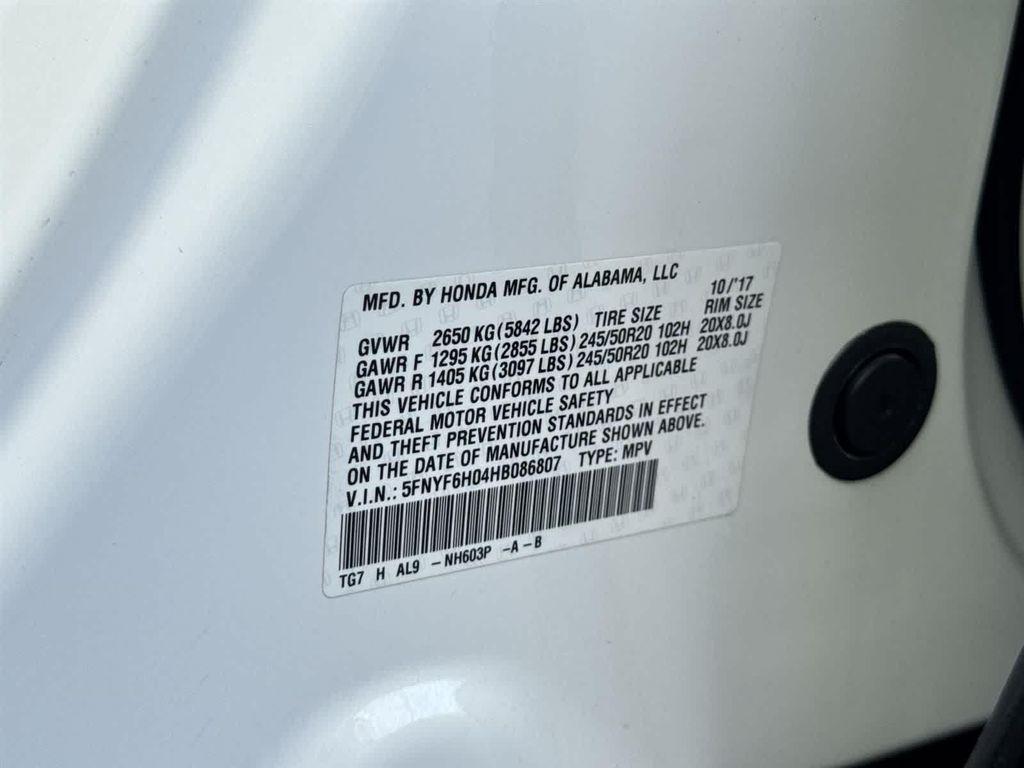 MFD. BY HONDA MFG. OF ALABAMA, LLC 10/'17
GVWR 2650 KG (5842 LBS) TIRE SIZE RIM SIZE
GAWR F 1295 KG (2855 LBS) 245/50R20 102H 20X8.0J
GAWR R 1405 KG (3097 LBS) 245/50R20 102H 20X8.0J
THIS VEHICLE CONFORMS TO ALL APPLICABLE
FEDERAL MOTOR VEHICLE SAFETY
AND THEFT PREVENTION STANDARDS IN EFFECT
ON THE DATE OF MANUFACTURE SHOWN ABOVE.
V.I.N.: 5FNYF6H04HB086807 TYPE: MPV
TG7 H AL9 -NH603P -A-B